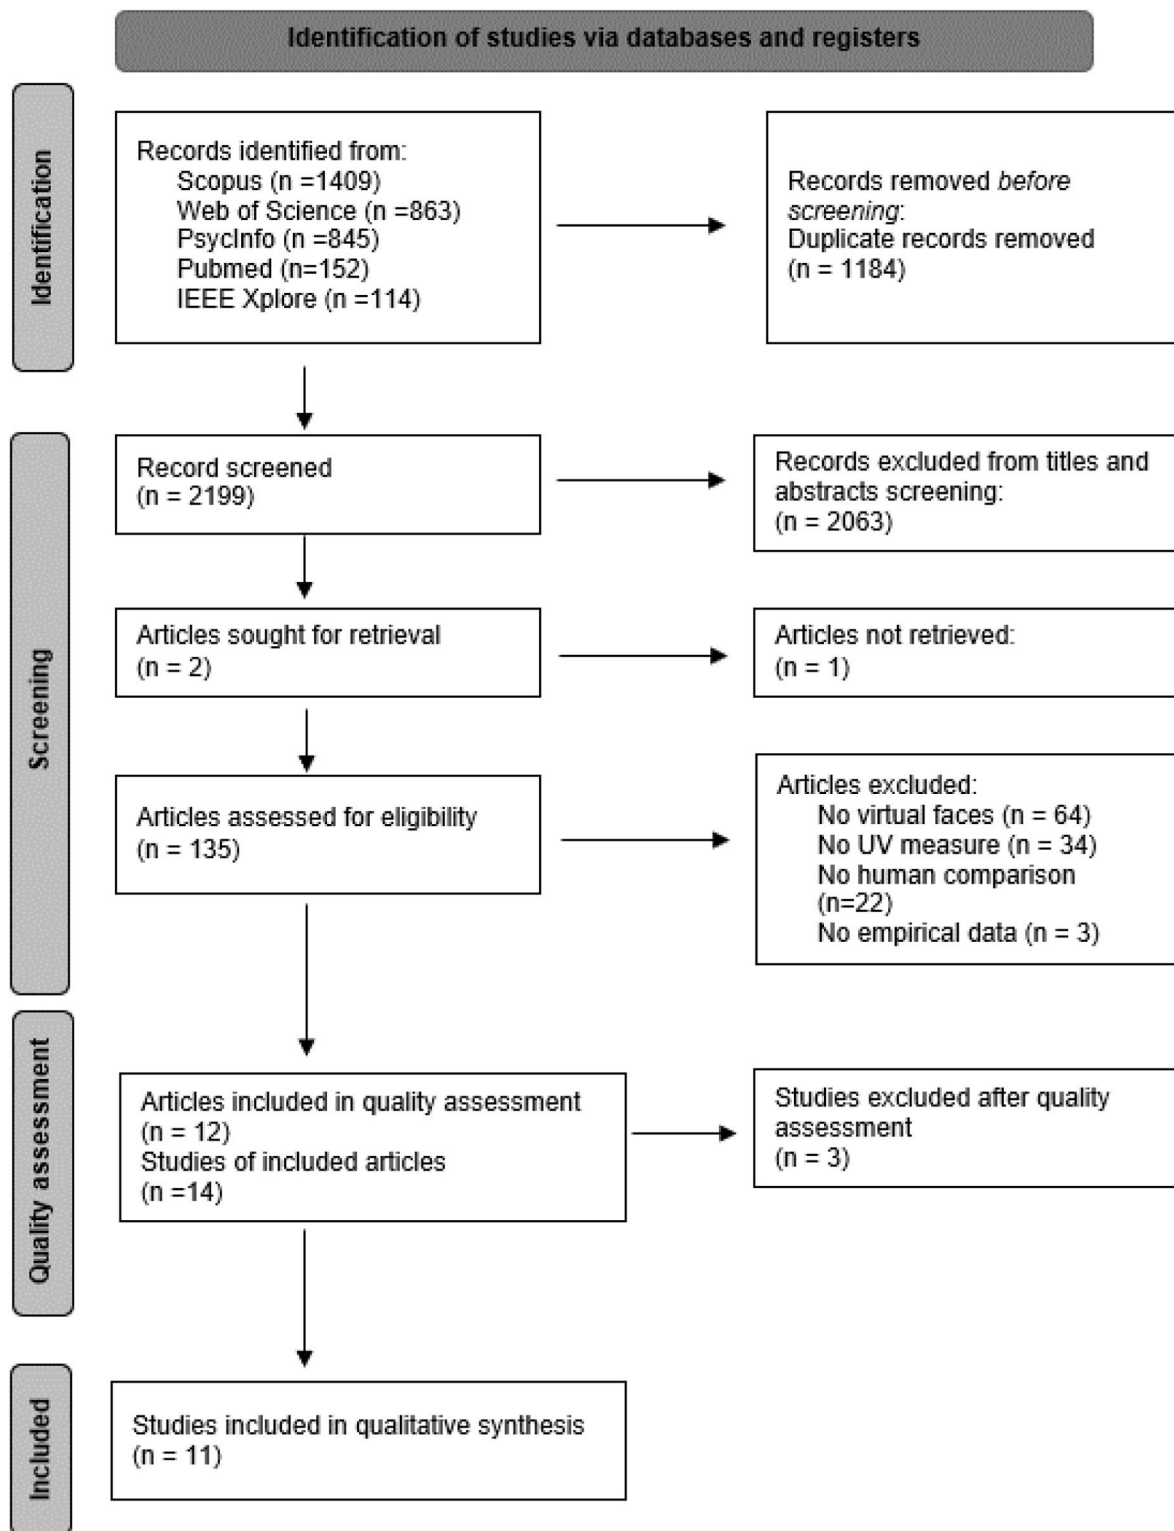 Identification of studies via databases and registers
Identification
Records identified from:
Scopus (n =1409)
Web of Science (n =863)
PsycInfo (n =845)
Pubmed (n=152)
IEEE Xplore (n =114)
Records removed before
screening:
Duplicate records removed
(n = 1184)
Screening
Record screened
(n = 2199)
Records excluded from titles and
abstracts screening:
(n = 2063)
Articles sought for retrieval
(n = 2)
Articles not retrieved:
(n = 1)
Articles assessed for eligibility
(n = 135)
Articles excluded:
No virtual faces (n = 64)
No UV measure (n = 34)
No human comparison
(n=22)
No empirical data (n = 3)
Quality assessment
Articles included in quality assessment
(n = 12)
Studies of included articles
(n =14)
Studies excluded after quality
assessment
(n = 3)
Included
Studies included in qualitative synthesis
(n = 11)